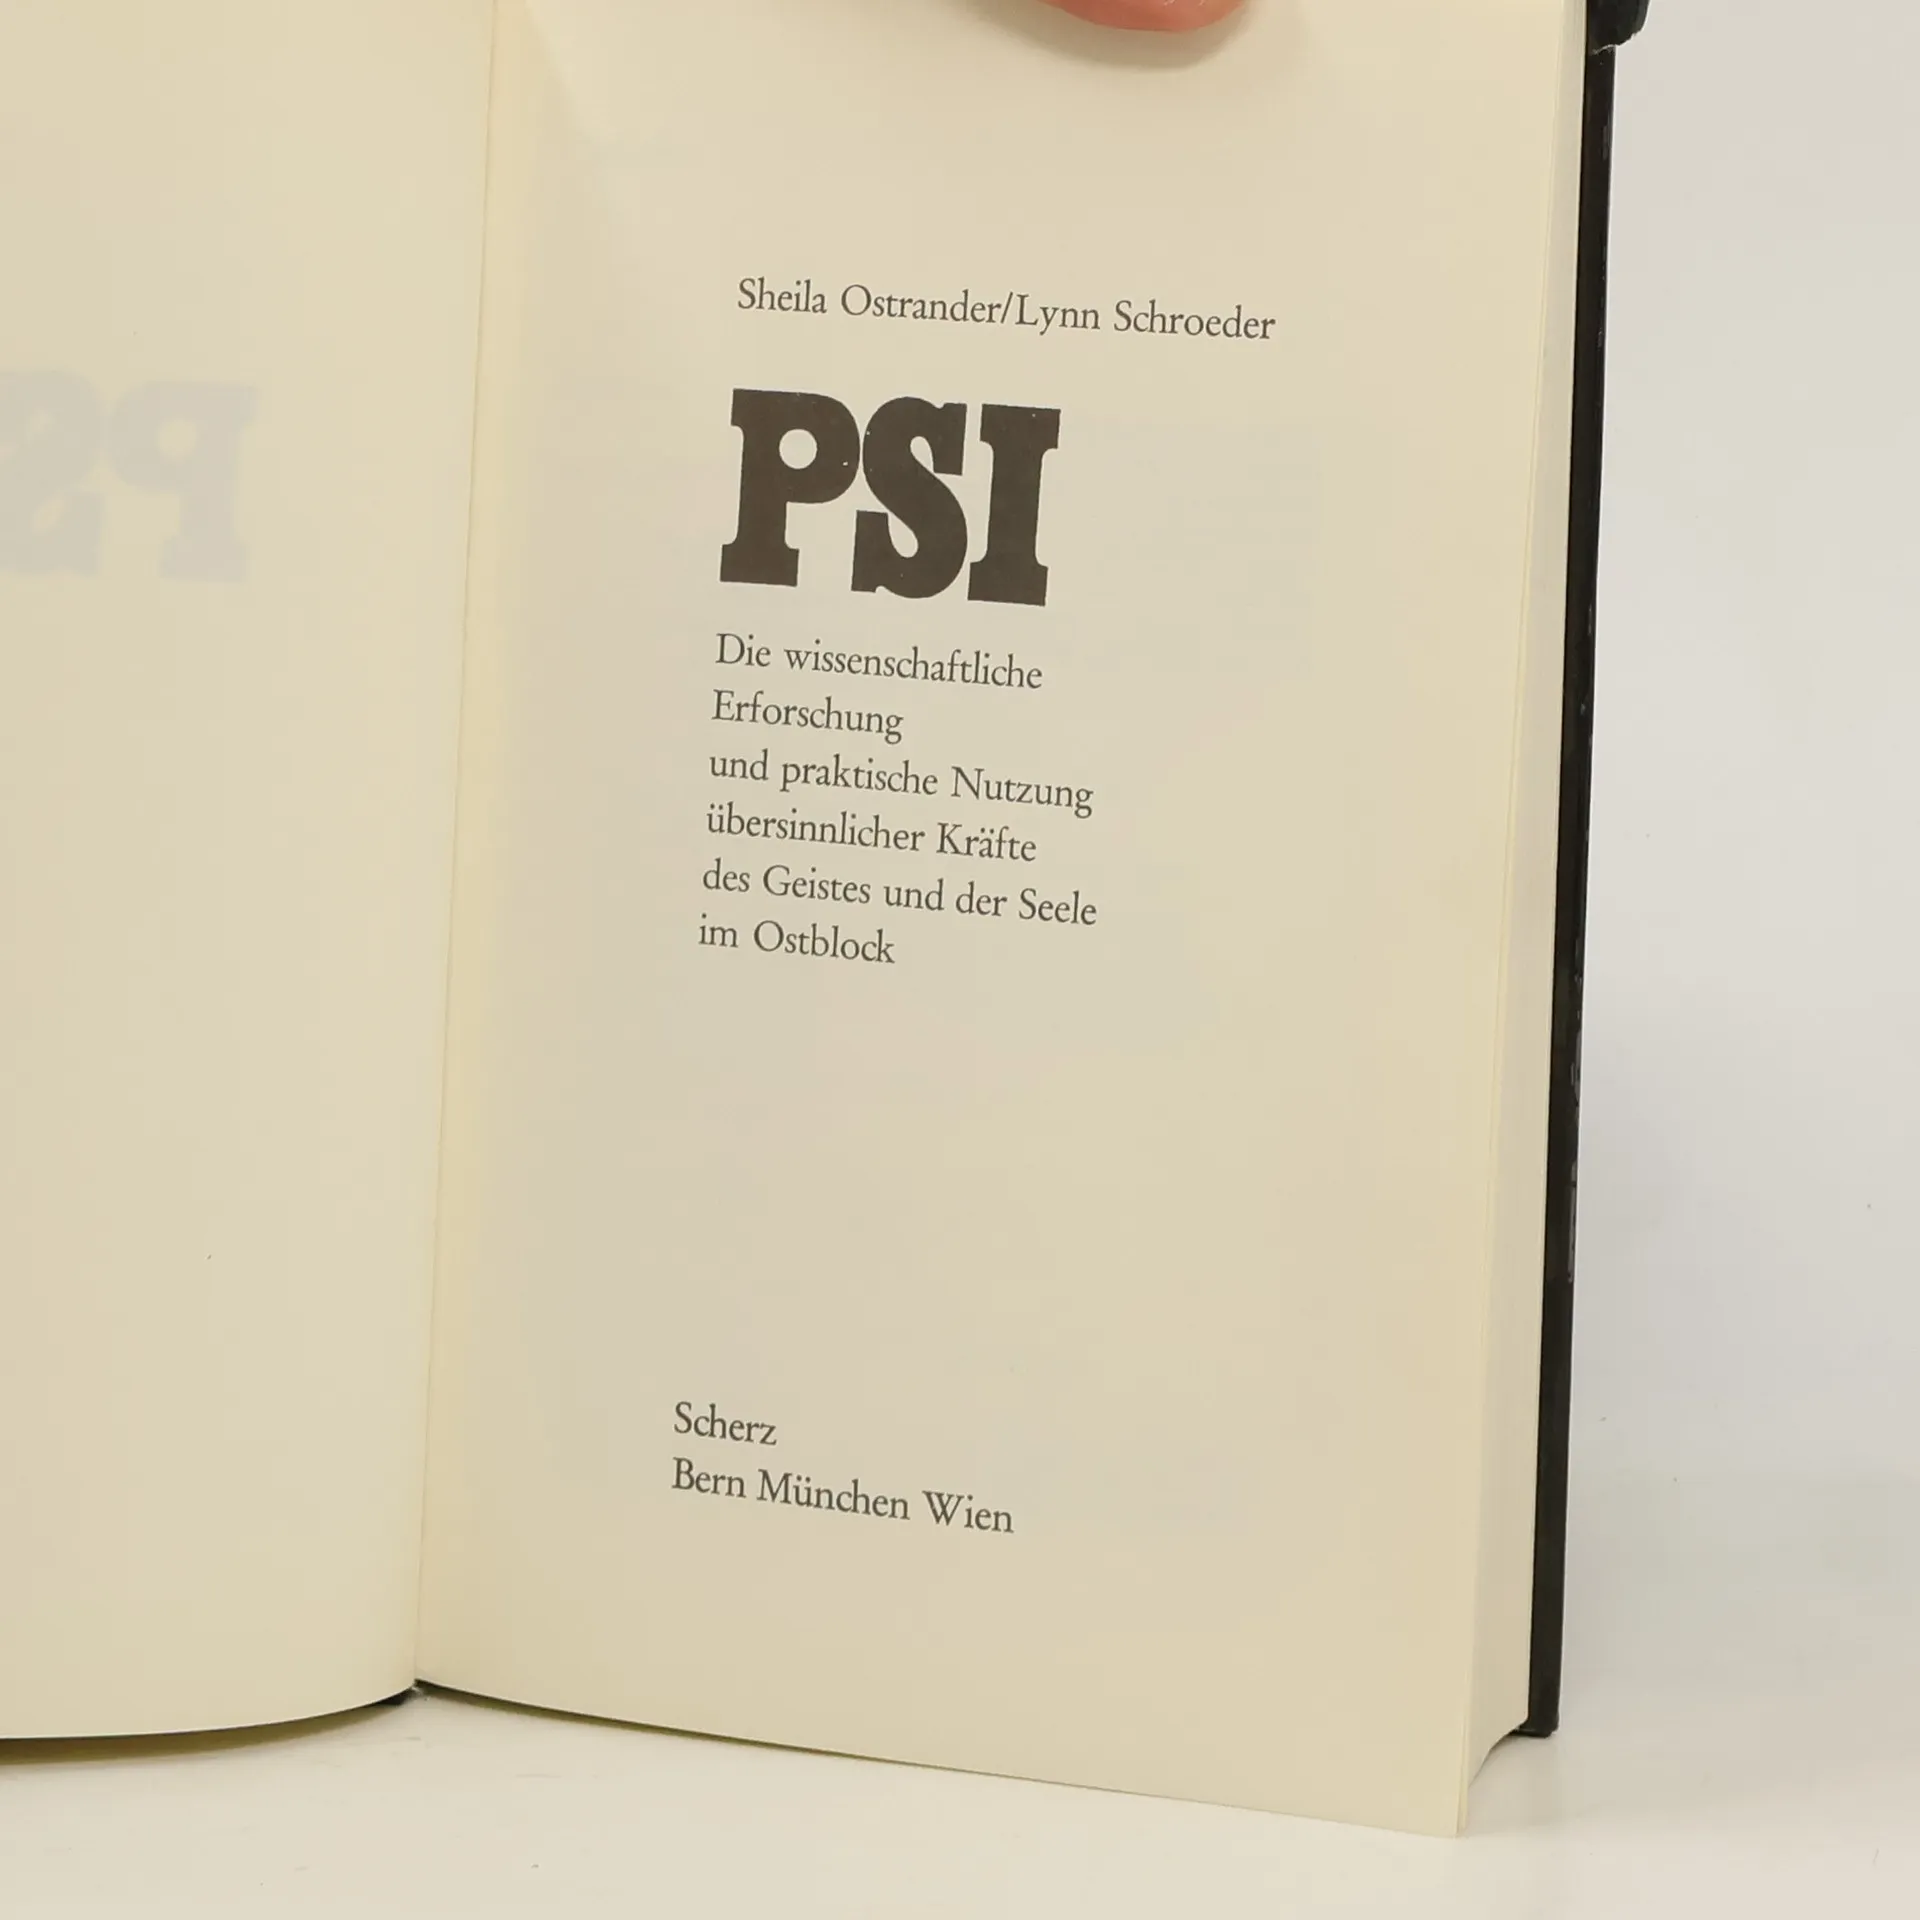 Sheila Ostrander/Lynn Schroeder
PSI
Die wissenschaftliche
Erforschung
und praktische Nutzung
übersinnlicher Kräfte
des Geistes und der Seele
im Ostblock
Scherz
Bern München Wien